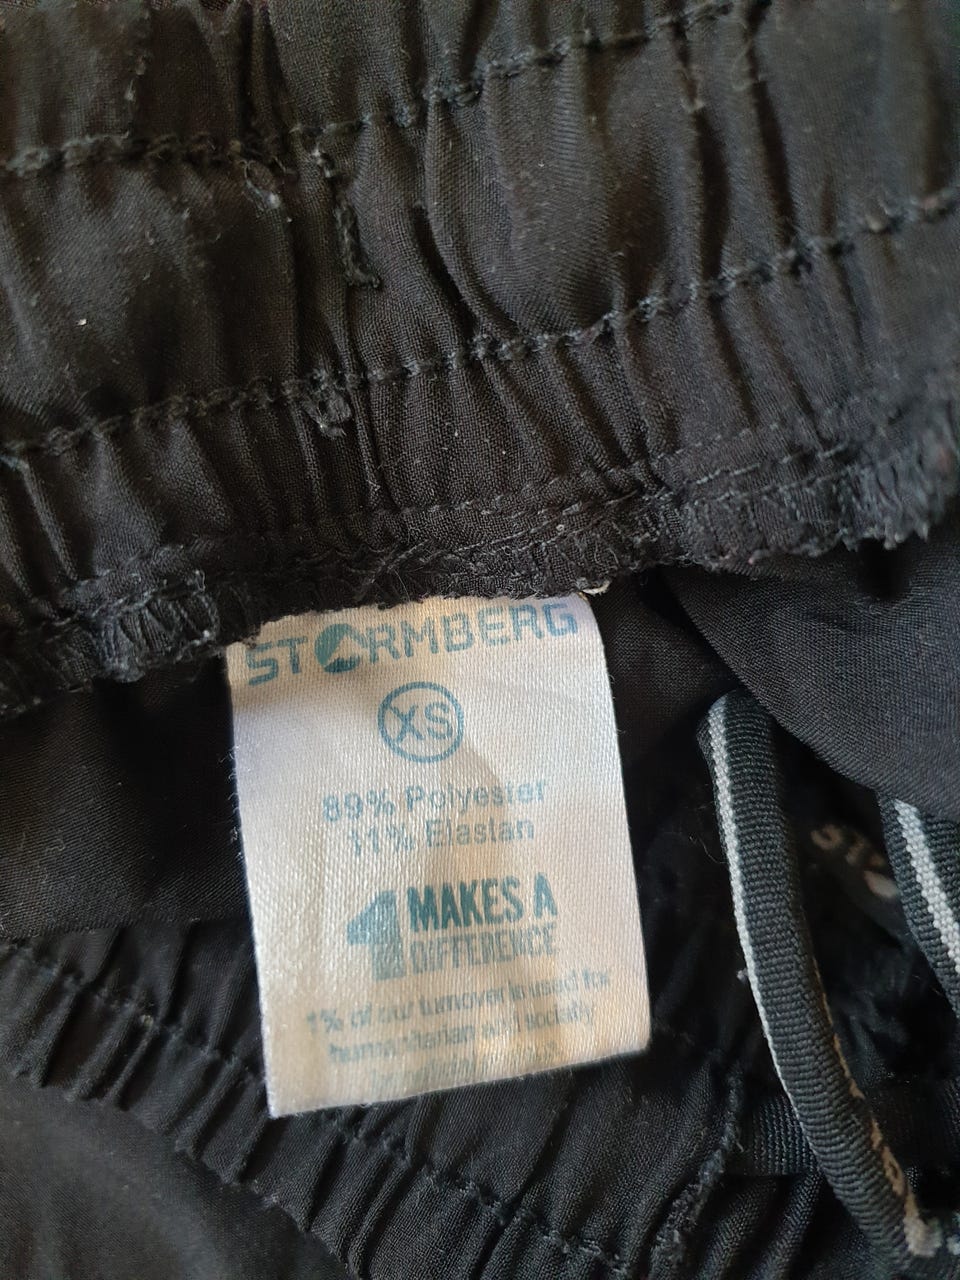 STORMBERG
XS
89% Polyester
11% Elastan
1 MAKES A
DIFFERENCE
1% of our turnover is used for
humanitarian and socially